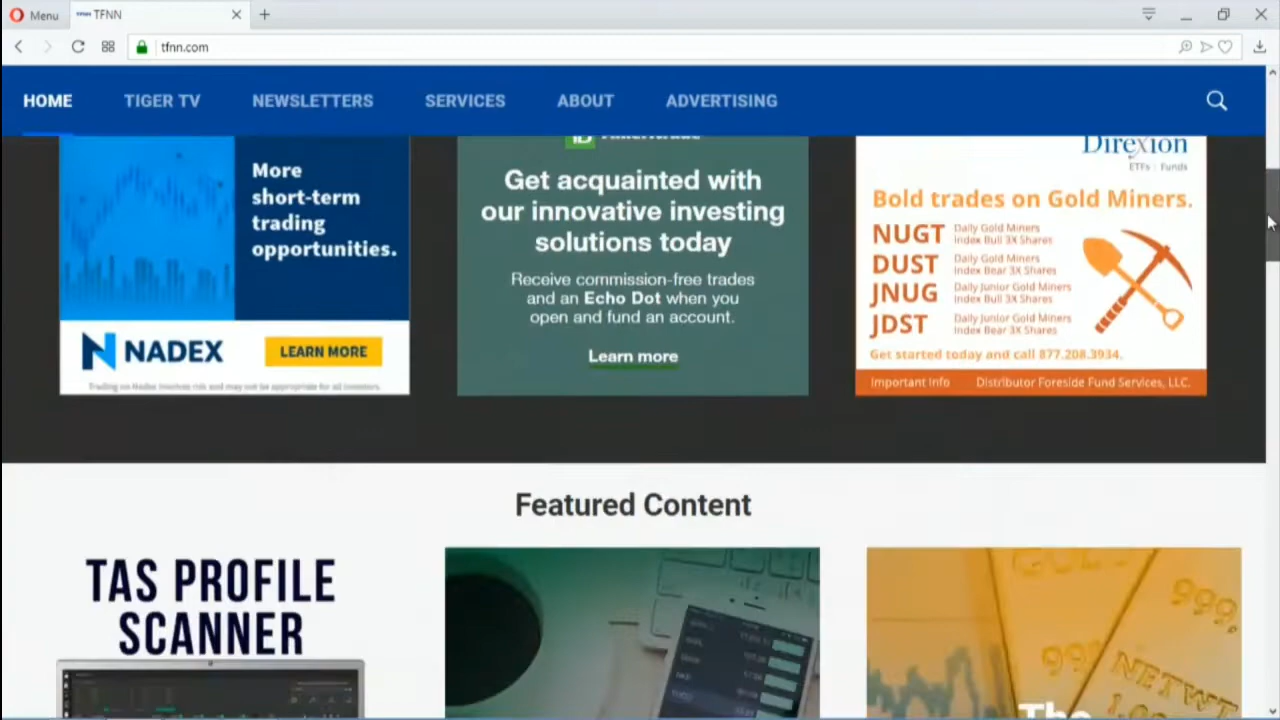 Menu
TFNN
tfnn.com
HOME
TIGER TV
NEWSLETTERS
SERVICES
ABOUT
ADVERTISING
More
short-term
trading
opportunities.
NADEX
LEARN MORE
Trading on Nadex involves risk and may not be appropriate for all investors.
Get acquainted with
our innovative investing
solutions today
Receive commission-free trades
and an Echo Dot when you
open and fund an account.
Learn more
Direxion
ETFs | Funds
Bold trades on Gold Miners.
NUGT Daily Gold Miners
Index Bull 3X Shares
DUST Daily Gold Miners
Index Bear 3X Shares
JNUG Daily Junior Gold Miners
Index Bull 3X Shares
JDST Daily Junior Gold Miners
Index Bear 3X Shares
Get started today and call 877.208.3934.
Important Info
Distributor Foreside Fund Services, LLC.
Featured Content
TAS PROFILE
SCANNER
GOLD
999,
999
NETWT
The